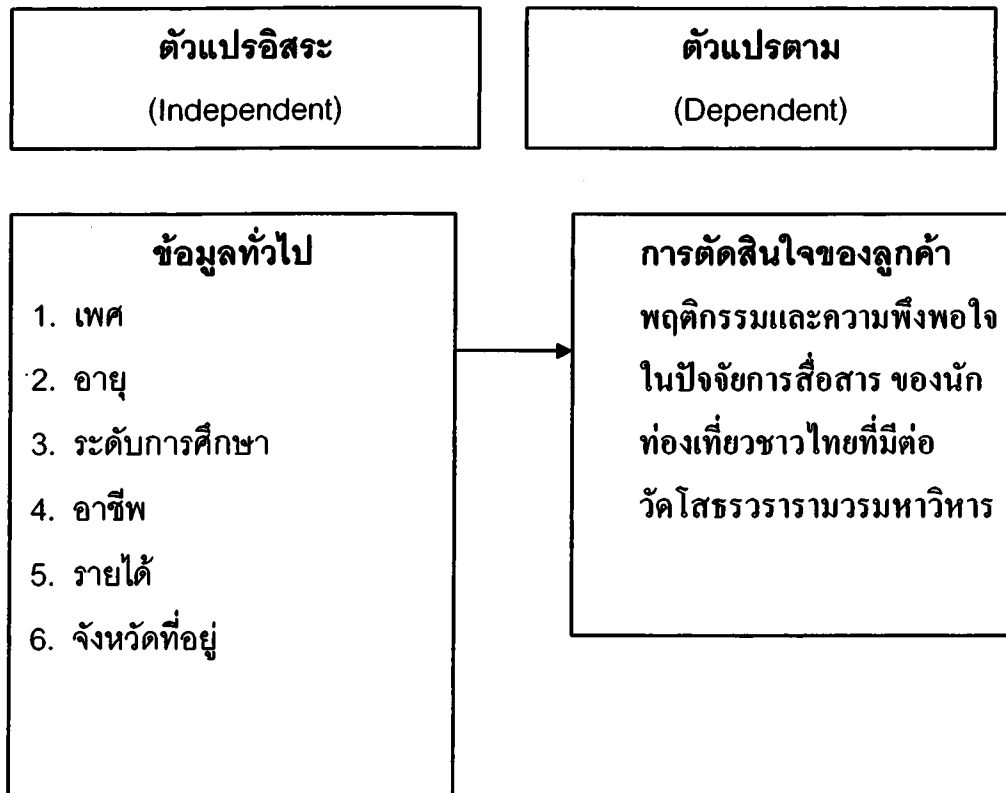 ตัวแปรอิสระ
(Independent)
ตัวแปรตาม
(Dependent)
ข้อมูลทั่วไป
1. เพศ
2. อายุ
3. ระดับการศึกษา
4. อาชีพ
5. รายได้
6. จังหวัดที่อยู่
การตัดสินใจของลูกค้า
พฤติกรรมและความพึงพอใจ
ในปัจจัยการสื่อสาร ของนัก
ท่องเที่ยวชาวไทยที่มีต่อ
วัดโสธรวรารามวรมหาวิหาร